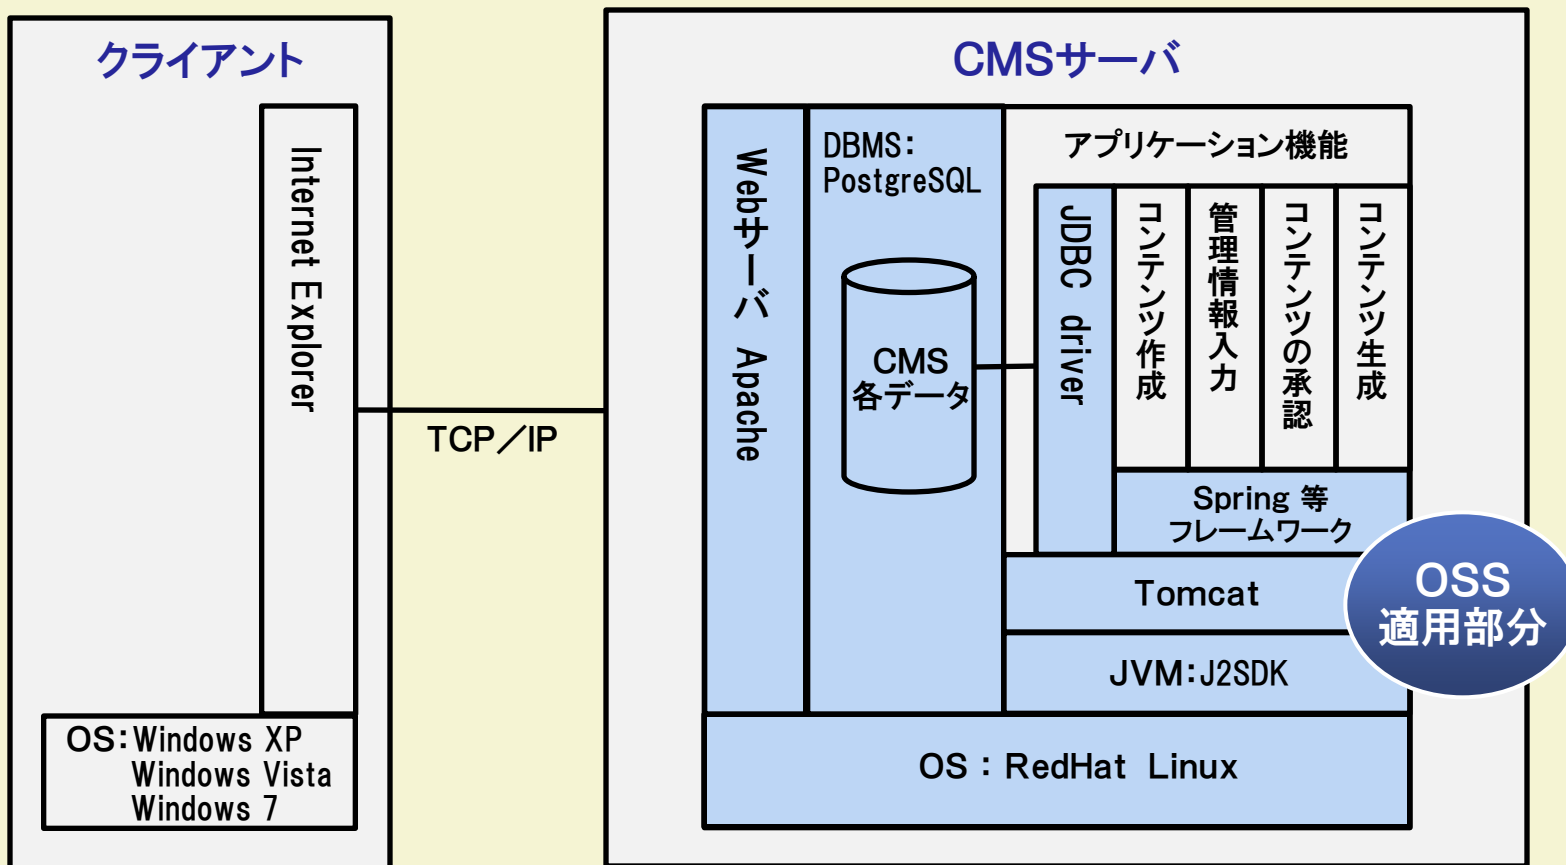 クライアント
Internet Explorer
OS：Windows XP
Windows Vista
Windows 7
TCP／IP
CMSサーバ
Webサーバ Apache
DBMS：
PostgreSQL
CMS
各データ
アプリケーション機能
JDBC driver
コンテンツ作成
管理情報入力
コンテンツの承認
コンテンツ生成
Spring 等
フレームワーク
Tomcat
JVM：J2SDK
OS：RedHat Linux
OSS
適用部分